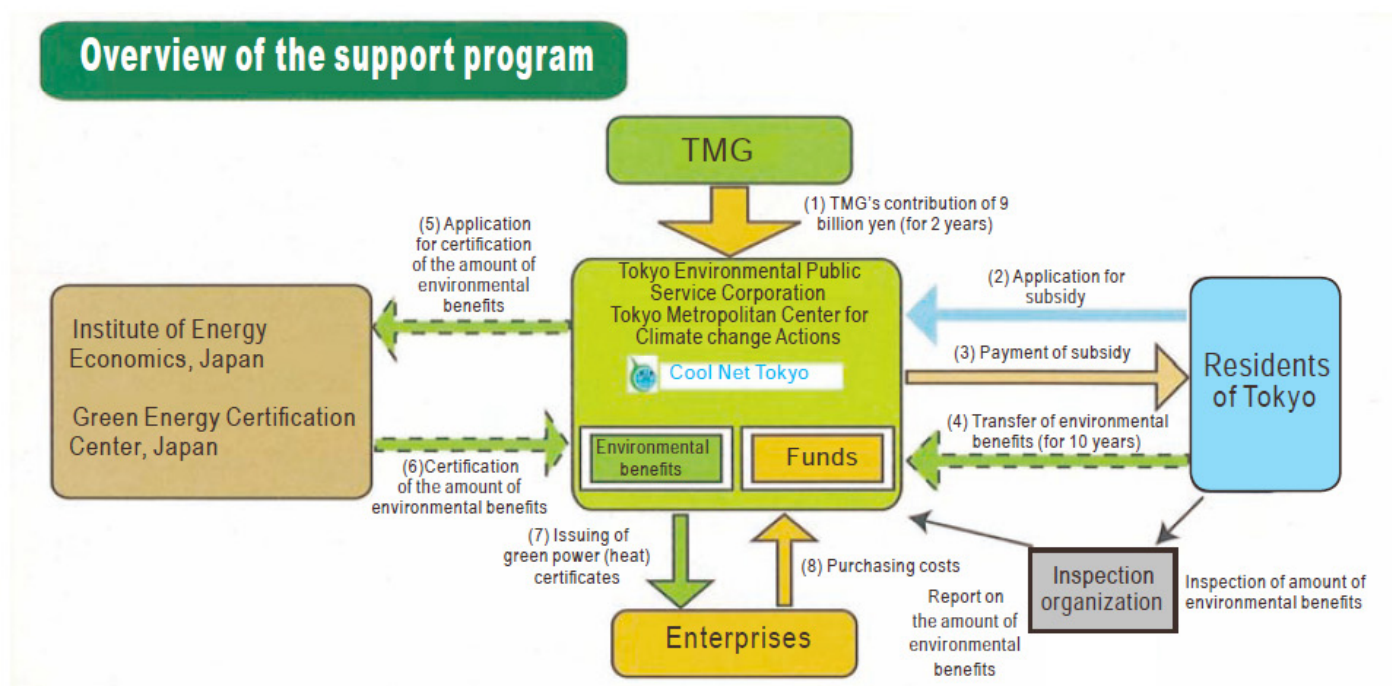 Overview of the support program
TMG
(1) TMG's contribution of 9
billion yen (for 2 years)
(5) Application
for certification
of the amount of
environmental
benefits
Tokyo Environmental Public
Service Corporation
Tokyo Metropolitan Center for
Climate change Actions
Cool Net Tokyo
(2) Application for
subsidy
Institute of Energy
Economics, Japan
Green Energy Certification
Center, Japan
(3) Payment of subsidy
Residents
of Tokyo
(4) Transfer of environmental
benefits (for 10 years)
Environmental
benefits
Funds
(6)Certification
of the amount of
environmental benefits
(7) Issuing of
green power (heat)
certificates
(8) Purchasing costs
Inspection
organization
Inspection of amount of
environmental benefits
Report on
the amount of
environmental
benefits
Enterprises